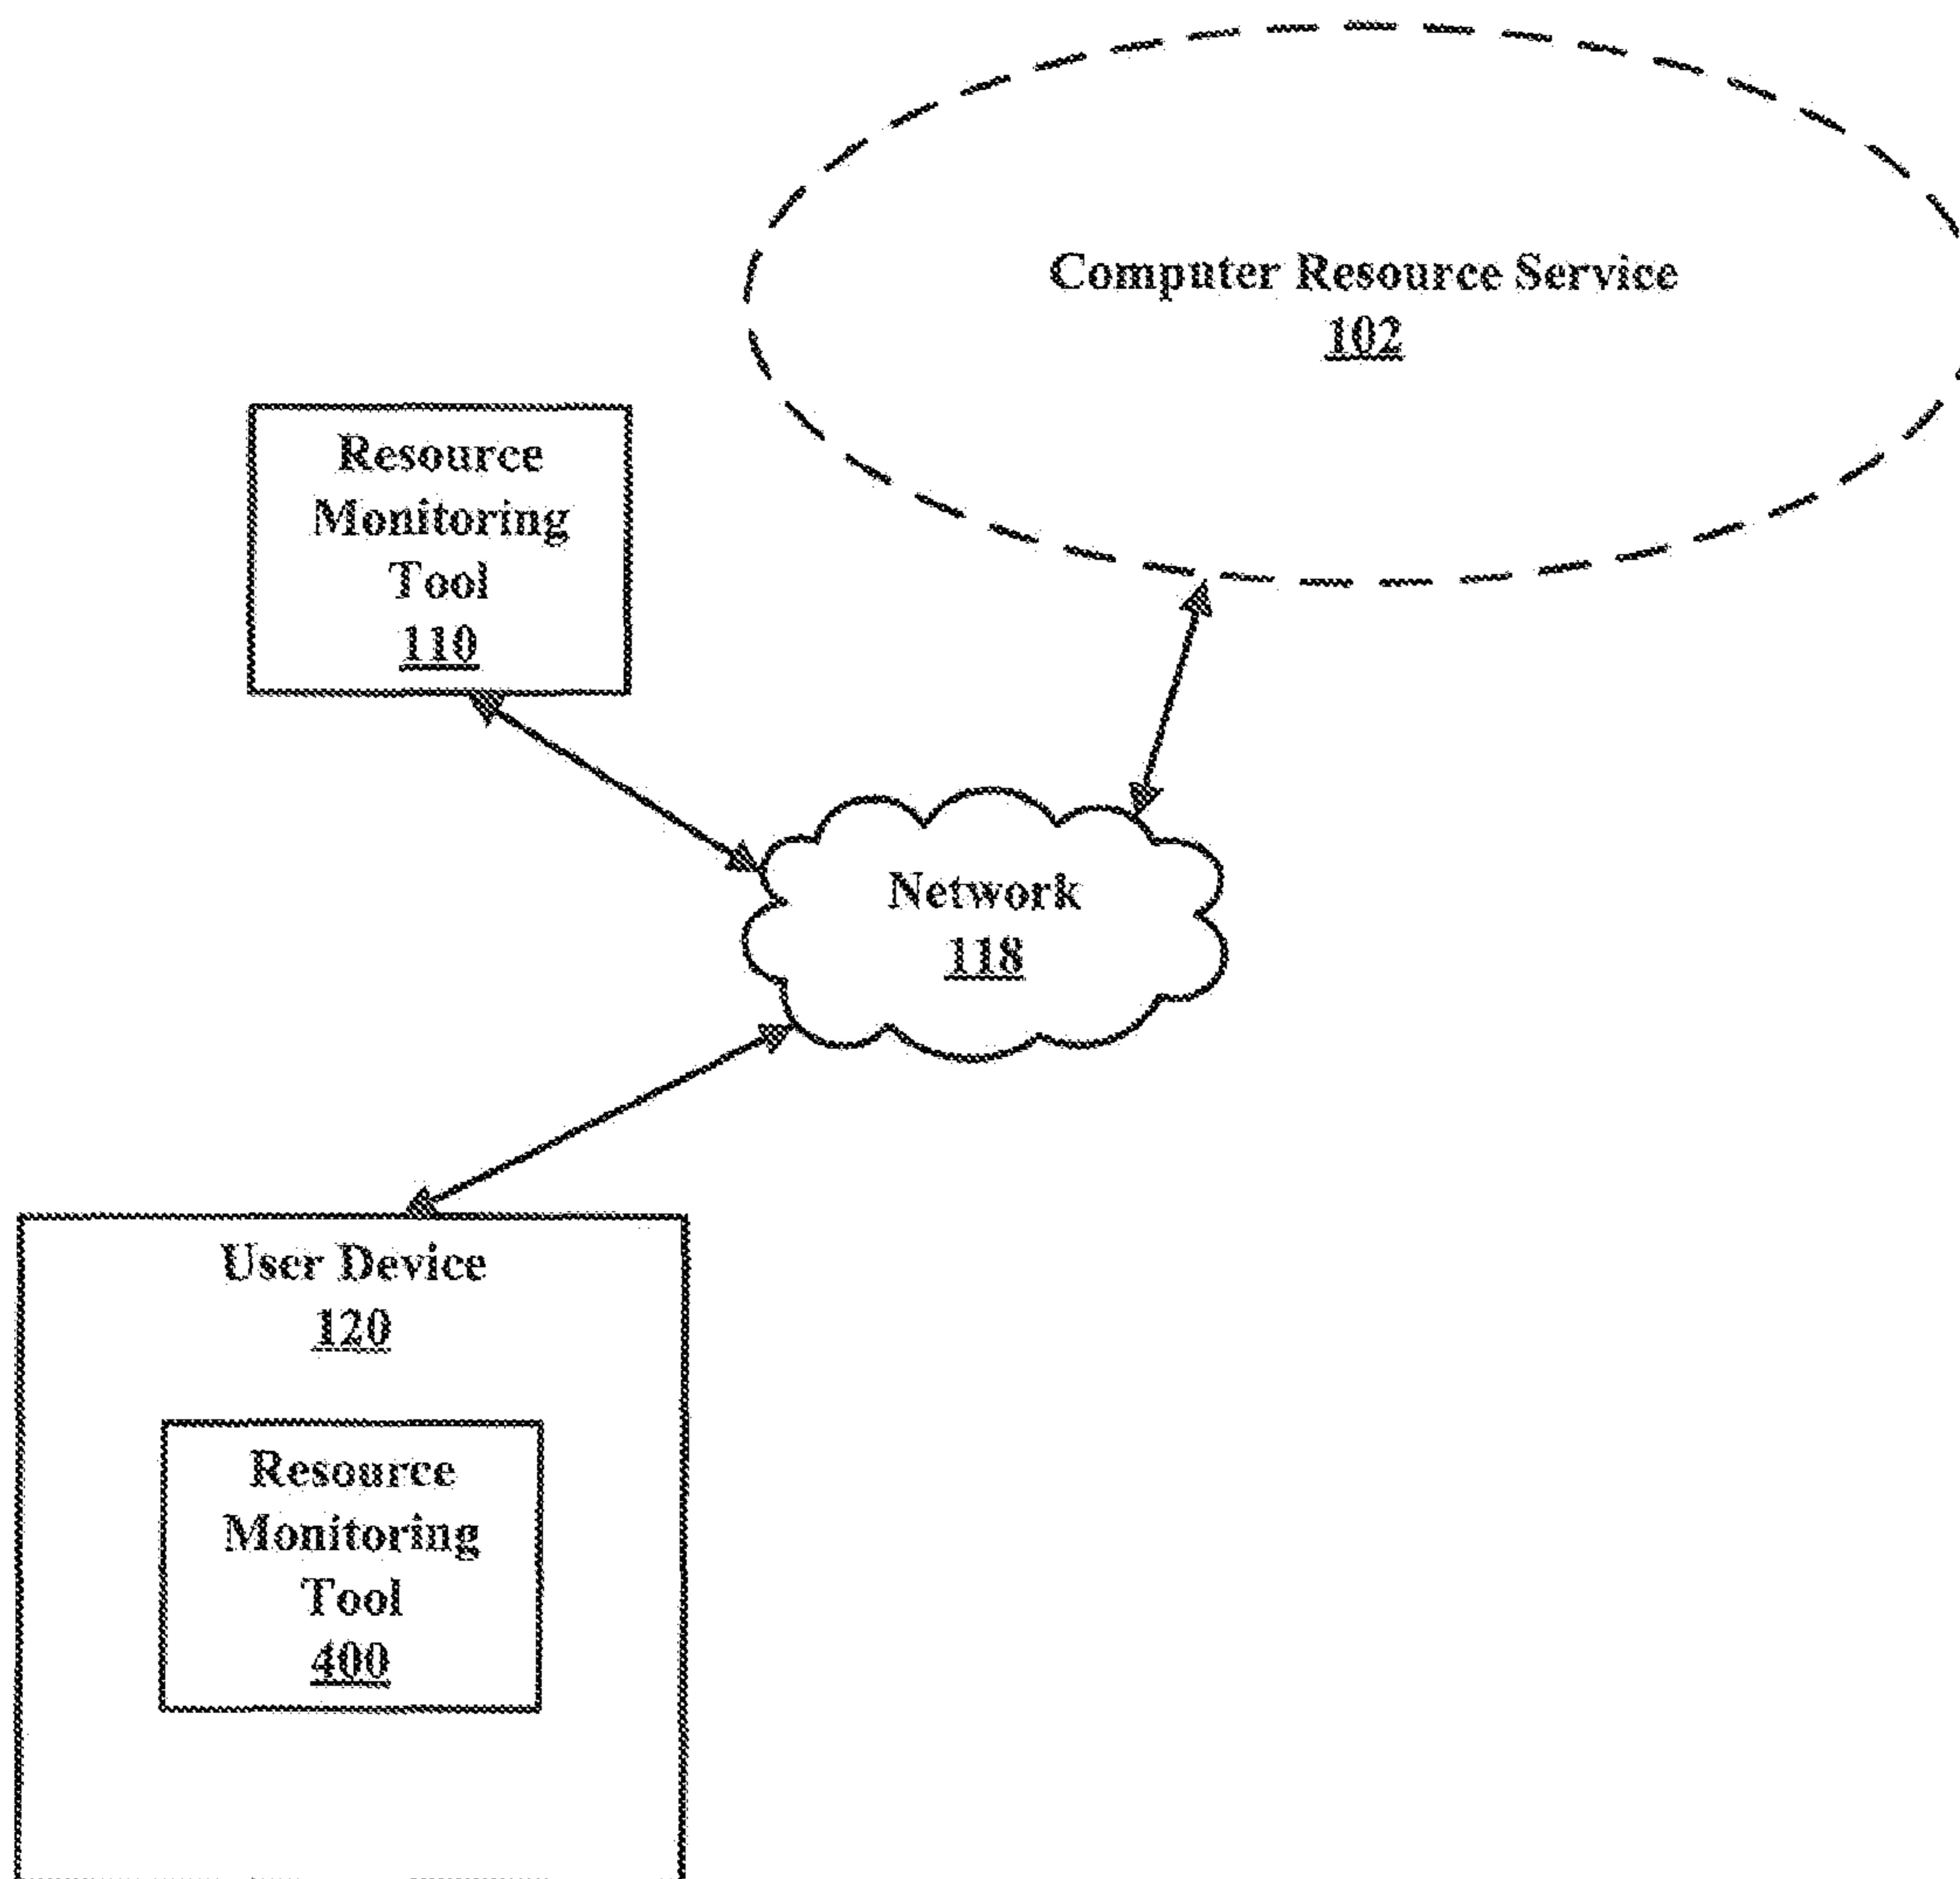 Computer Resource Service
102
Resource
Monitoring
Tool
110
Network
118
User Device
120
Resource
Monitoring
Tool
400